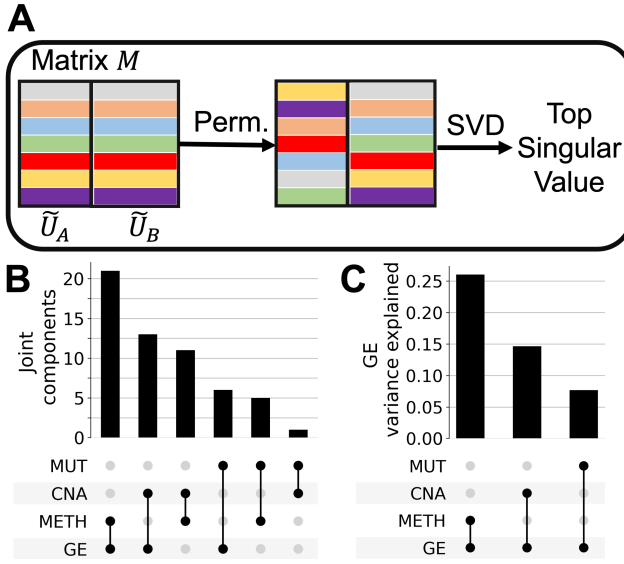 A
Matrix M
Perm.
SVD
Top
Singular
Value
Ũ_A
Ũ_B
B
Joint
components
20
15
10
5
0
MUT
CNA
METH
GE
C
GE
variance explained
0.25
0.20
0.15
0.10
0.05
0.00
MUT
CNA
METH
GE